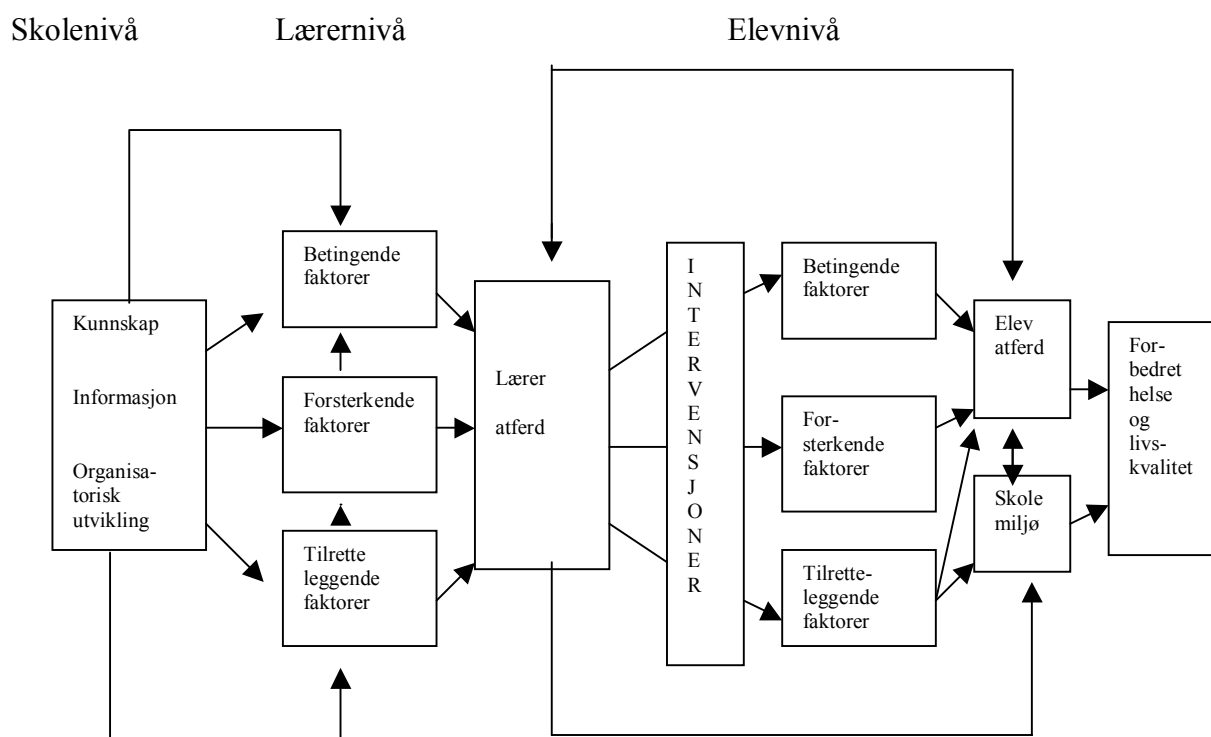 Skolenivå
Lærernivå
Elevnivå
Kunnskap
Informasjon
Organisa-
torisk
utvikling
Betingende
faktorer
Forsterkende
faktorer
Tilrette
leggende
faktorer
Lærer
atferd
I
N
T
E
R
V
E
N
S
J
O
N
E
R
Betingende
faktorer
For-
sterkende
faktorer
Tilrette-
leggende
faktorer
Elev
atferd
Skole
miljø
For-
bedret
helse
og
livs-
kvalitet